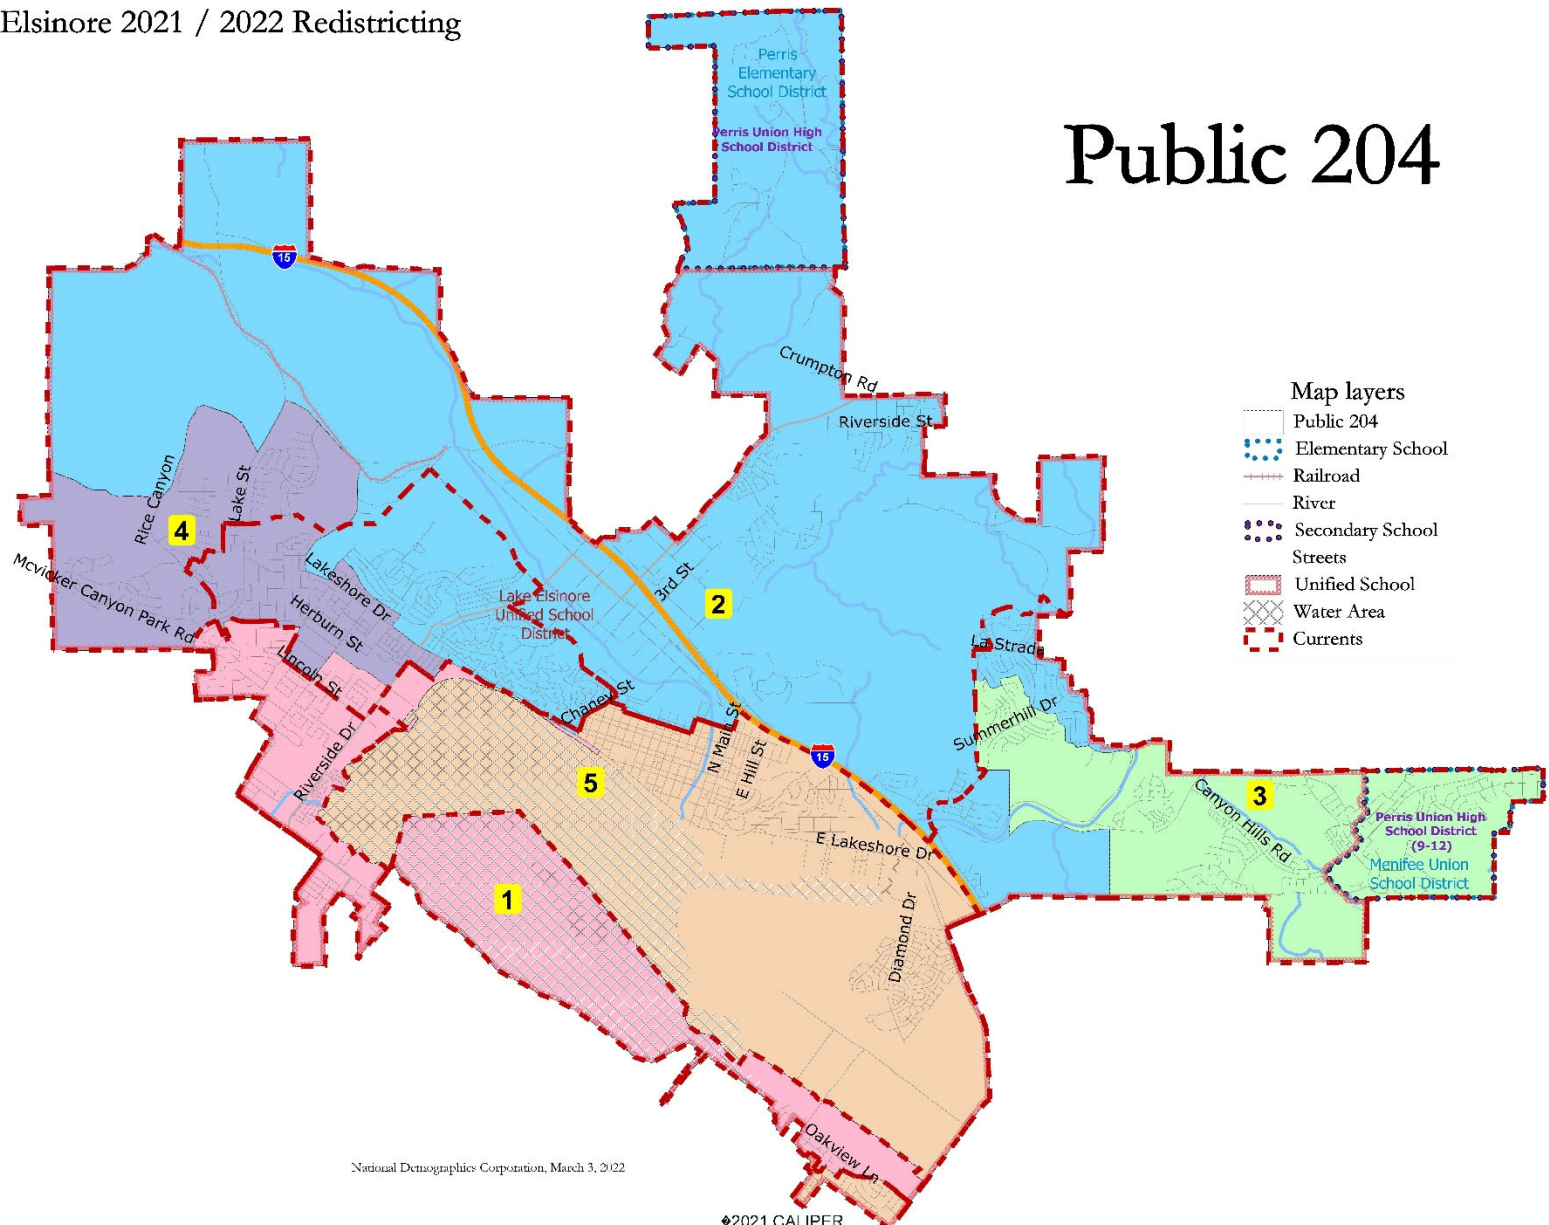 Elsinore 2021 / 2022 Redistricting
Public 204
Perris
Elementary
School District
Perris Union High
School District
15
Crumpton Rd
Riverside St
Map layers
Public 204
Elementary School
Railroad
River
Secondary School
Streets
Unified School
Water Area
Currents
Rice Canyon
Lake St
4
Mcvicker Canyon Park Rd
Lakeshore Dr
Herburn St
Lincoln St
Riverside Dr
Lake Elsinore
Unified School
District
3rd St
2
La Strada
Summerhill Dr
Chaney St
N Main St
E Hill St
15
5
E Lakeshore Dr
Diamond Dr
1
3
Canyon Hills Rd
Perris Union High
School District
(9-12)
Menifee Union
School District
Oakview Ln
National Demographics Corporation, March 3, 2022
�2021 CALIPER